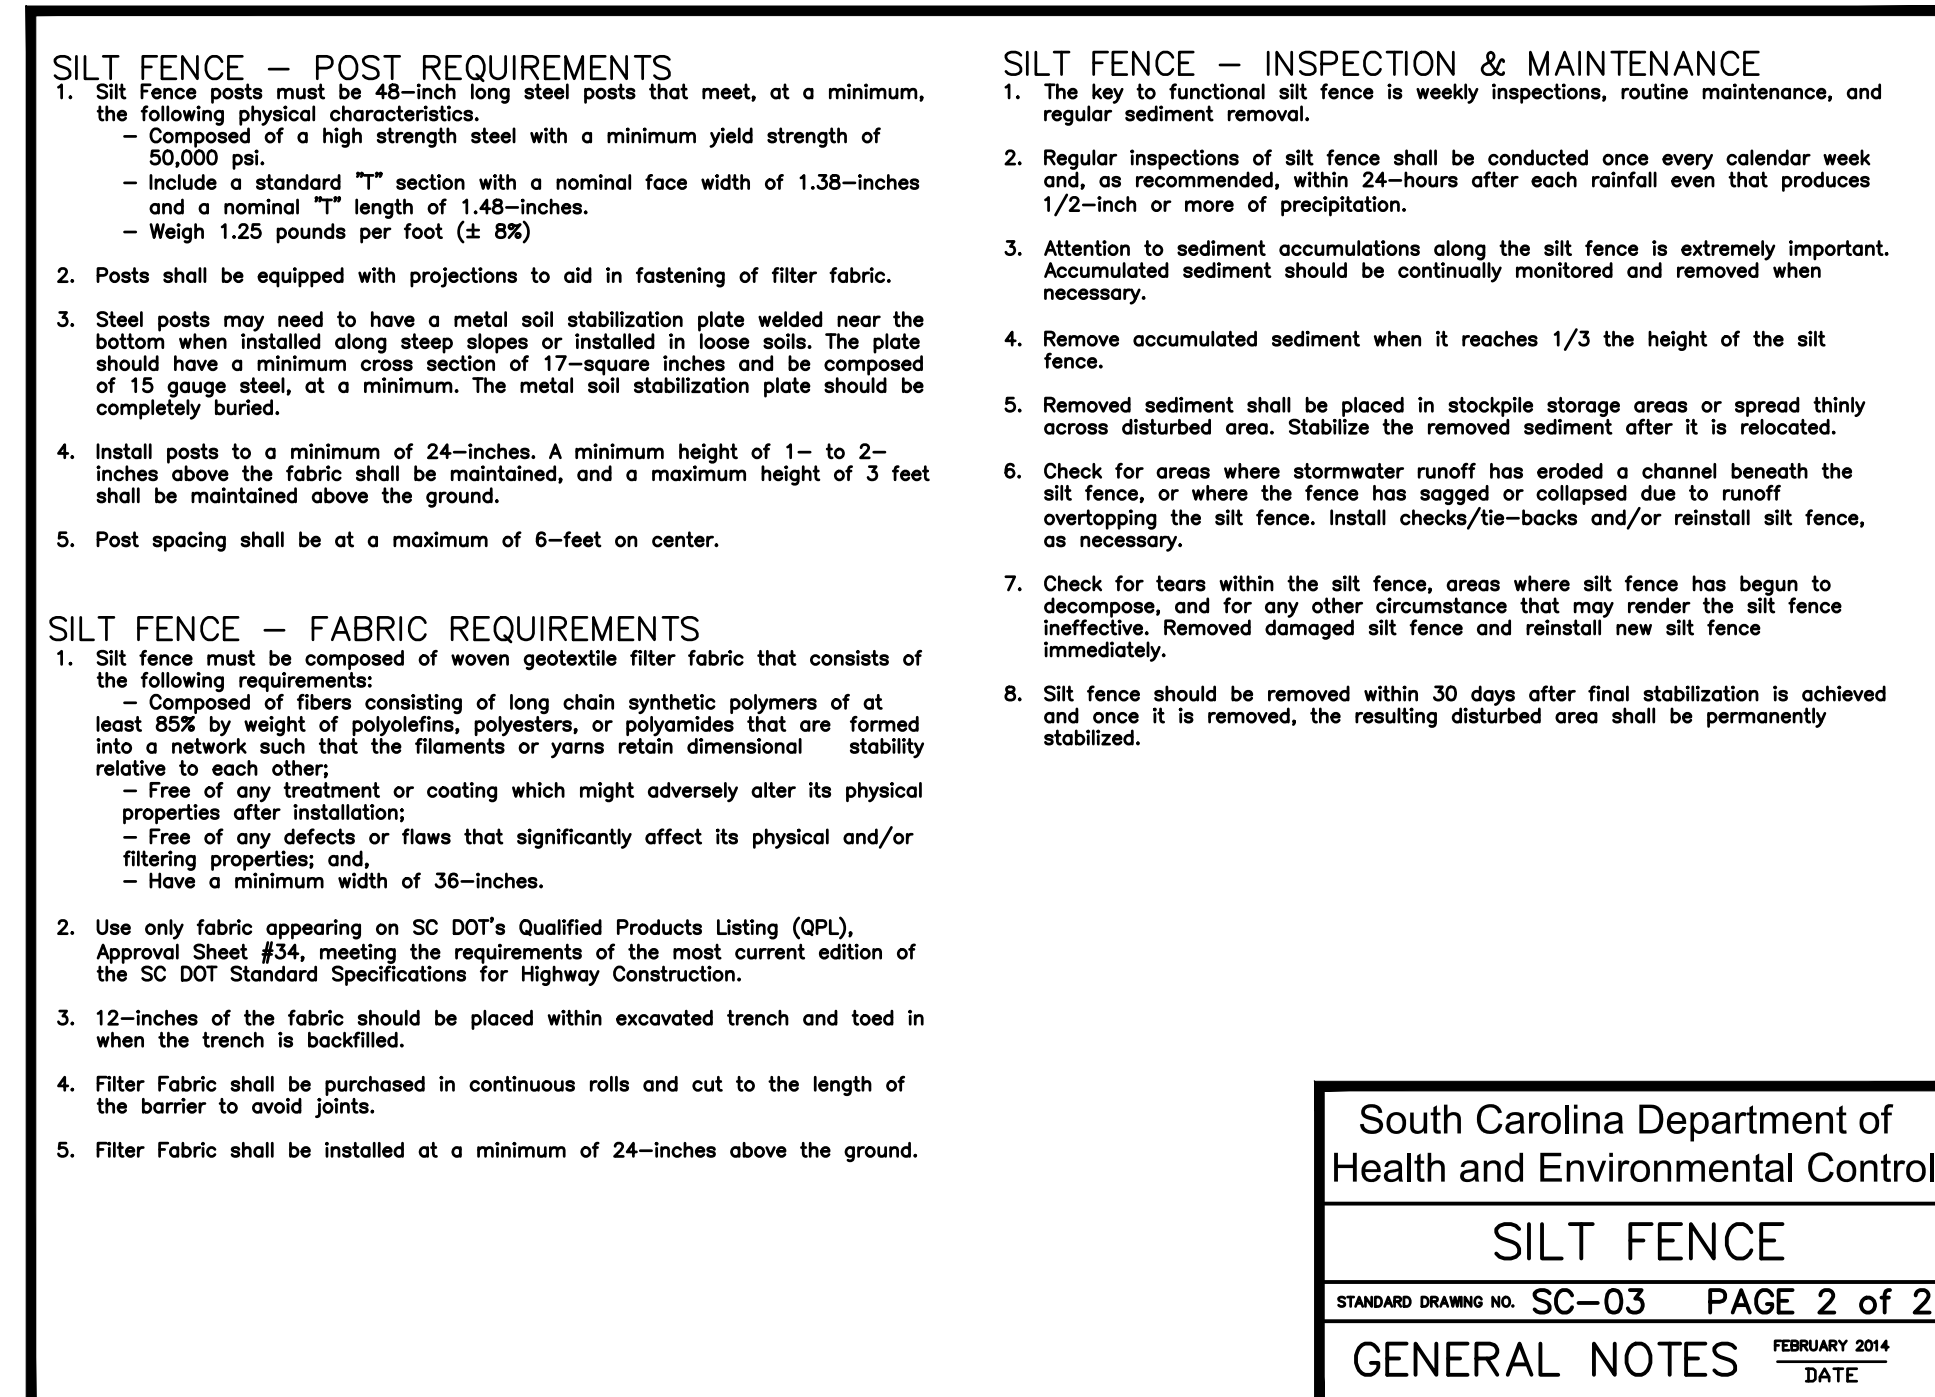 SILT FENCE – POST REQUIREMENTS
1. Silt Fence posts must be 48–inch long steel posts that meet, at a minimum,
the following physical characteristics.
– Composed of a high strength steel with a minimum yield strength of
50,000 psi.
– Include a standard "T" section with a nominal face width of 1.38–inches
and a nominal "T" length of 1.48–inches.
– Weigh 1.25 pounds per foot (± 8%)
2. Posts shall be equipped with projections to aid in fastening of filter fabric.
3. Steel posts may need to have a metal soil stabilization plate welded near the
bottom when installed along steep slopes or installed in loose soils. The plate
should have a minimum cross section of 17–square inches and be composed
of 15 gauge steel, at a minimum. The metal soil stabilization plate should be
completely buried.
4. Install posts to a minimum of 24–inches. A minimum height of 1– to 2–
inches above the fabric shall be maintained, and a maximum height of 3 feet
shall be maintained above the ground.
5. Post spacing shall be at a maximum of 6–feet on center.
SILT FENCE – FABRIC REQUIREMENTS
1. Silt fence must be composed of woven geotextile filter fabric that consists of
the following requirements:
– Composed of fibers consisting of long chain synthetic polymers of at
least 85% by weight of polyolefins, polyesters, or polyamides that are formed
into a network such that the filaments or yarns retain dimensional stability
relative to each other;
– Free of any treatment or coating which might adversely alter its physical
properties after installation;
– Free of any defects or flaws that significantly affect its physical and/or
filtering properties; and,
– Have a minimum width of 36–inches.
2. Use only fabric appearing on SC DOT's Qualified Products Listing (QPL),
Approval Sheet #34, meeting the requirements of the most current edition of
the SC DOT Standard Specifications for Highway Construction.
3. 12–inches of the fabric should be placed within excavated trench and toed in
when the trench is backfilled.
4. Filter Fabric shall be purchased in continuous rolls and cut to the length of
the barrier to avoid joints.
5. Filter Fabric shall be installed at a minimum of 24–inches above the ground.
SILT FENCE – INSPECTION & MAINTENANCE
1. The key to functional silt fence is weekly inspections, routine maintenance, and
regular sediment removal.
2. Regular inspections of silt fence shall be conducted once every calendar week
and, as recommended, within 24–hours after each rainfall even that produces
1/2–inch or more of precipitation.
3. Attention to sediment accumulations along the silt fence is extremely important.
Accumulated sediment should be continually monitored and removed when
necessary.
4. Remove accumulated sediment when it reaches 1/3 the height of the silt
fence.
5. Removed sediment shall be placed in stockpile storage areas or spread thinly
across disturbed area. Stabilize the removed sediment after it is relocated.
6. Check for areas where stormwater runoff has eroded a channel beneath the
silt fence, or where the fence has sagged or collapsed due to runoff
overtopping the silt fence. Install checks/tie–backs and/or reinstall silt fence,
as necessary.
7. Check for tears within the silt fence, areas where silt fence has begun to
decompose, and for any other circumstance that may render the silt fence
ineffective. Removed damaged silt fence and reinstall new silt fence
immediately.
8. Silt fence should be removed within 30 days after final stabilization is achieved
and once it is removed, the resulting disturbed area shall be permanently
stabilized.
South Carolina Department of
Health and Environmental Control
SILT FENCE
STANDARD DRAWING NO. SC–03 PAGE 2 of 2
GENERAL NOTES FEBRUARY 2014
DATE